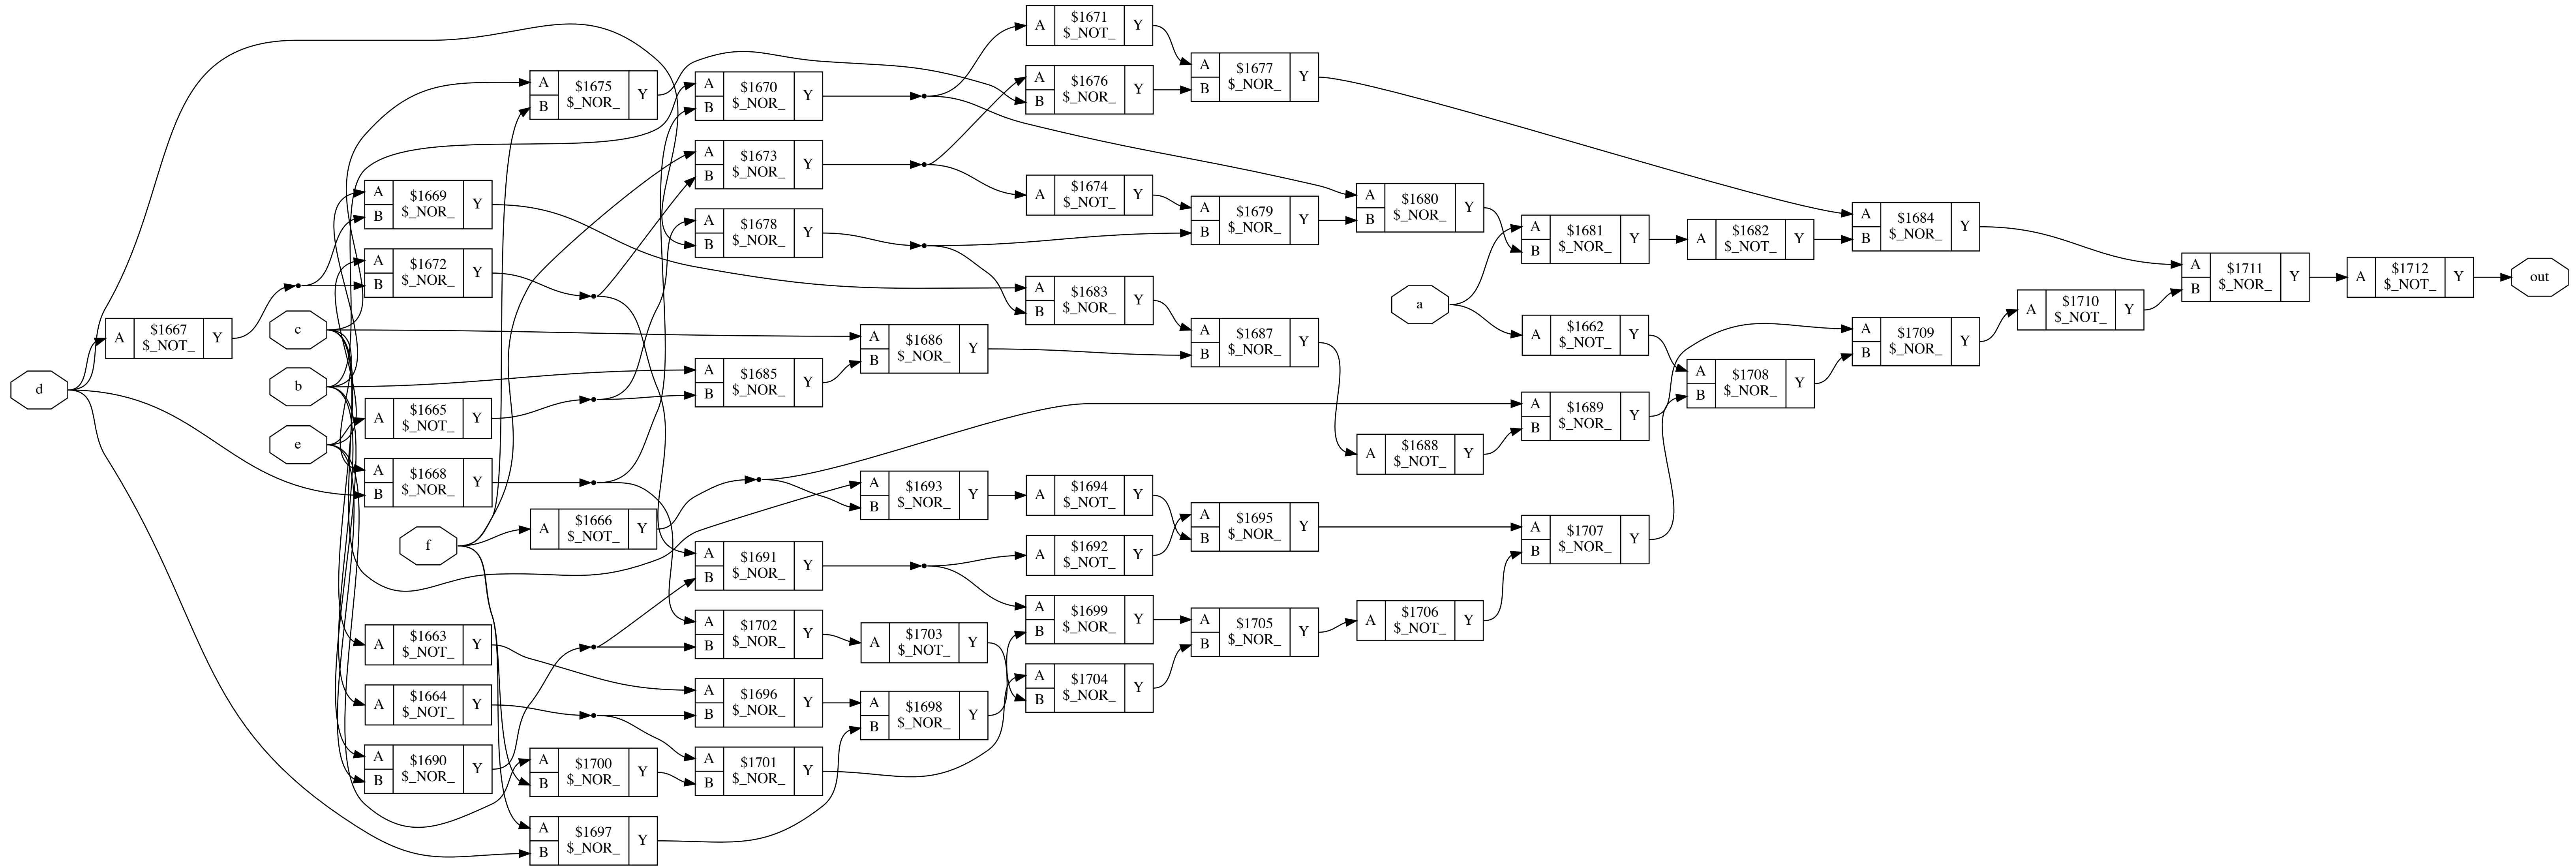 d
A $1667 $_NOT_ Y
c
b
e
A B $1669 $_NOR_ Y
A B $1672 $_NOR_ Y
A $1665 $_NOT_ Y
A B $1668 $_NOR_ Y
f
A $1663 $_NOT_ Y
A $1664 $_NOT_ Y
A B $1690 $_NOR_ Y
A B $1675 $_NOR_ Y
A $1666 $_NOT_ Y
A B $1700 $_NOR_ Y
A B $1697 $_NOR_ Y
A B $1670 $_NOR_ Y
A B $1673 $_NOR_ Y
A B $1678 $_NOR_ Y
A B $1685 $_NOR_ Y
A B $1691 $_NOR_ Y
A B $1702 $_NOR_ Y
A B $1696 $_NOR_ Y
A B $1701 $_NOR_ Y
A B $1686 $_NOR_ Y
A B $1693 $_NOR_ Y
A $1703 $_NOT_ Y
A B $1698 $_NOR_ Y
A $1671 $_NOT_ Y
A B $1676 $_NOR_ Y
A $1674 $_NOT_ Y
A B $1683 $_NOR_ Y
A $1694 $_NOT_ Y
A $1692 $_NOT_ Y
A B $1699 $_NOR_ Y
A B $1704 $_NOR_ Y
A B $1677 $_NOR_ Y
A B $1679 $_NOR_ Y
A B $1687 $_NOR_ Y
A B $1695 $_NOR_ Y
A B $1705 $_NOR_ Y
A B $1680 $_NOR_ Y
a
A $1688 $_NOT_ Y
A $1706 $_NOT_ Y
A B $1681 $_NOR_ Y
A $1662 $_NOT_ Y
A B $1689 $_NOR_ Y
A B $1707 $_NOR_ Y
A $1682 $_NOT_ Y
A B $1708 $_NOR_ Y
A B $1684 $_NOR_ Y
A B $1709 $_NOR_ Y
A $1710 $_NOT_ Y
A B $1711 $_NOR_ Y
A $1712 $_NOT_ Y
out